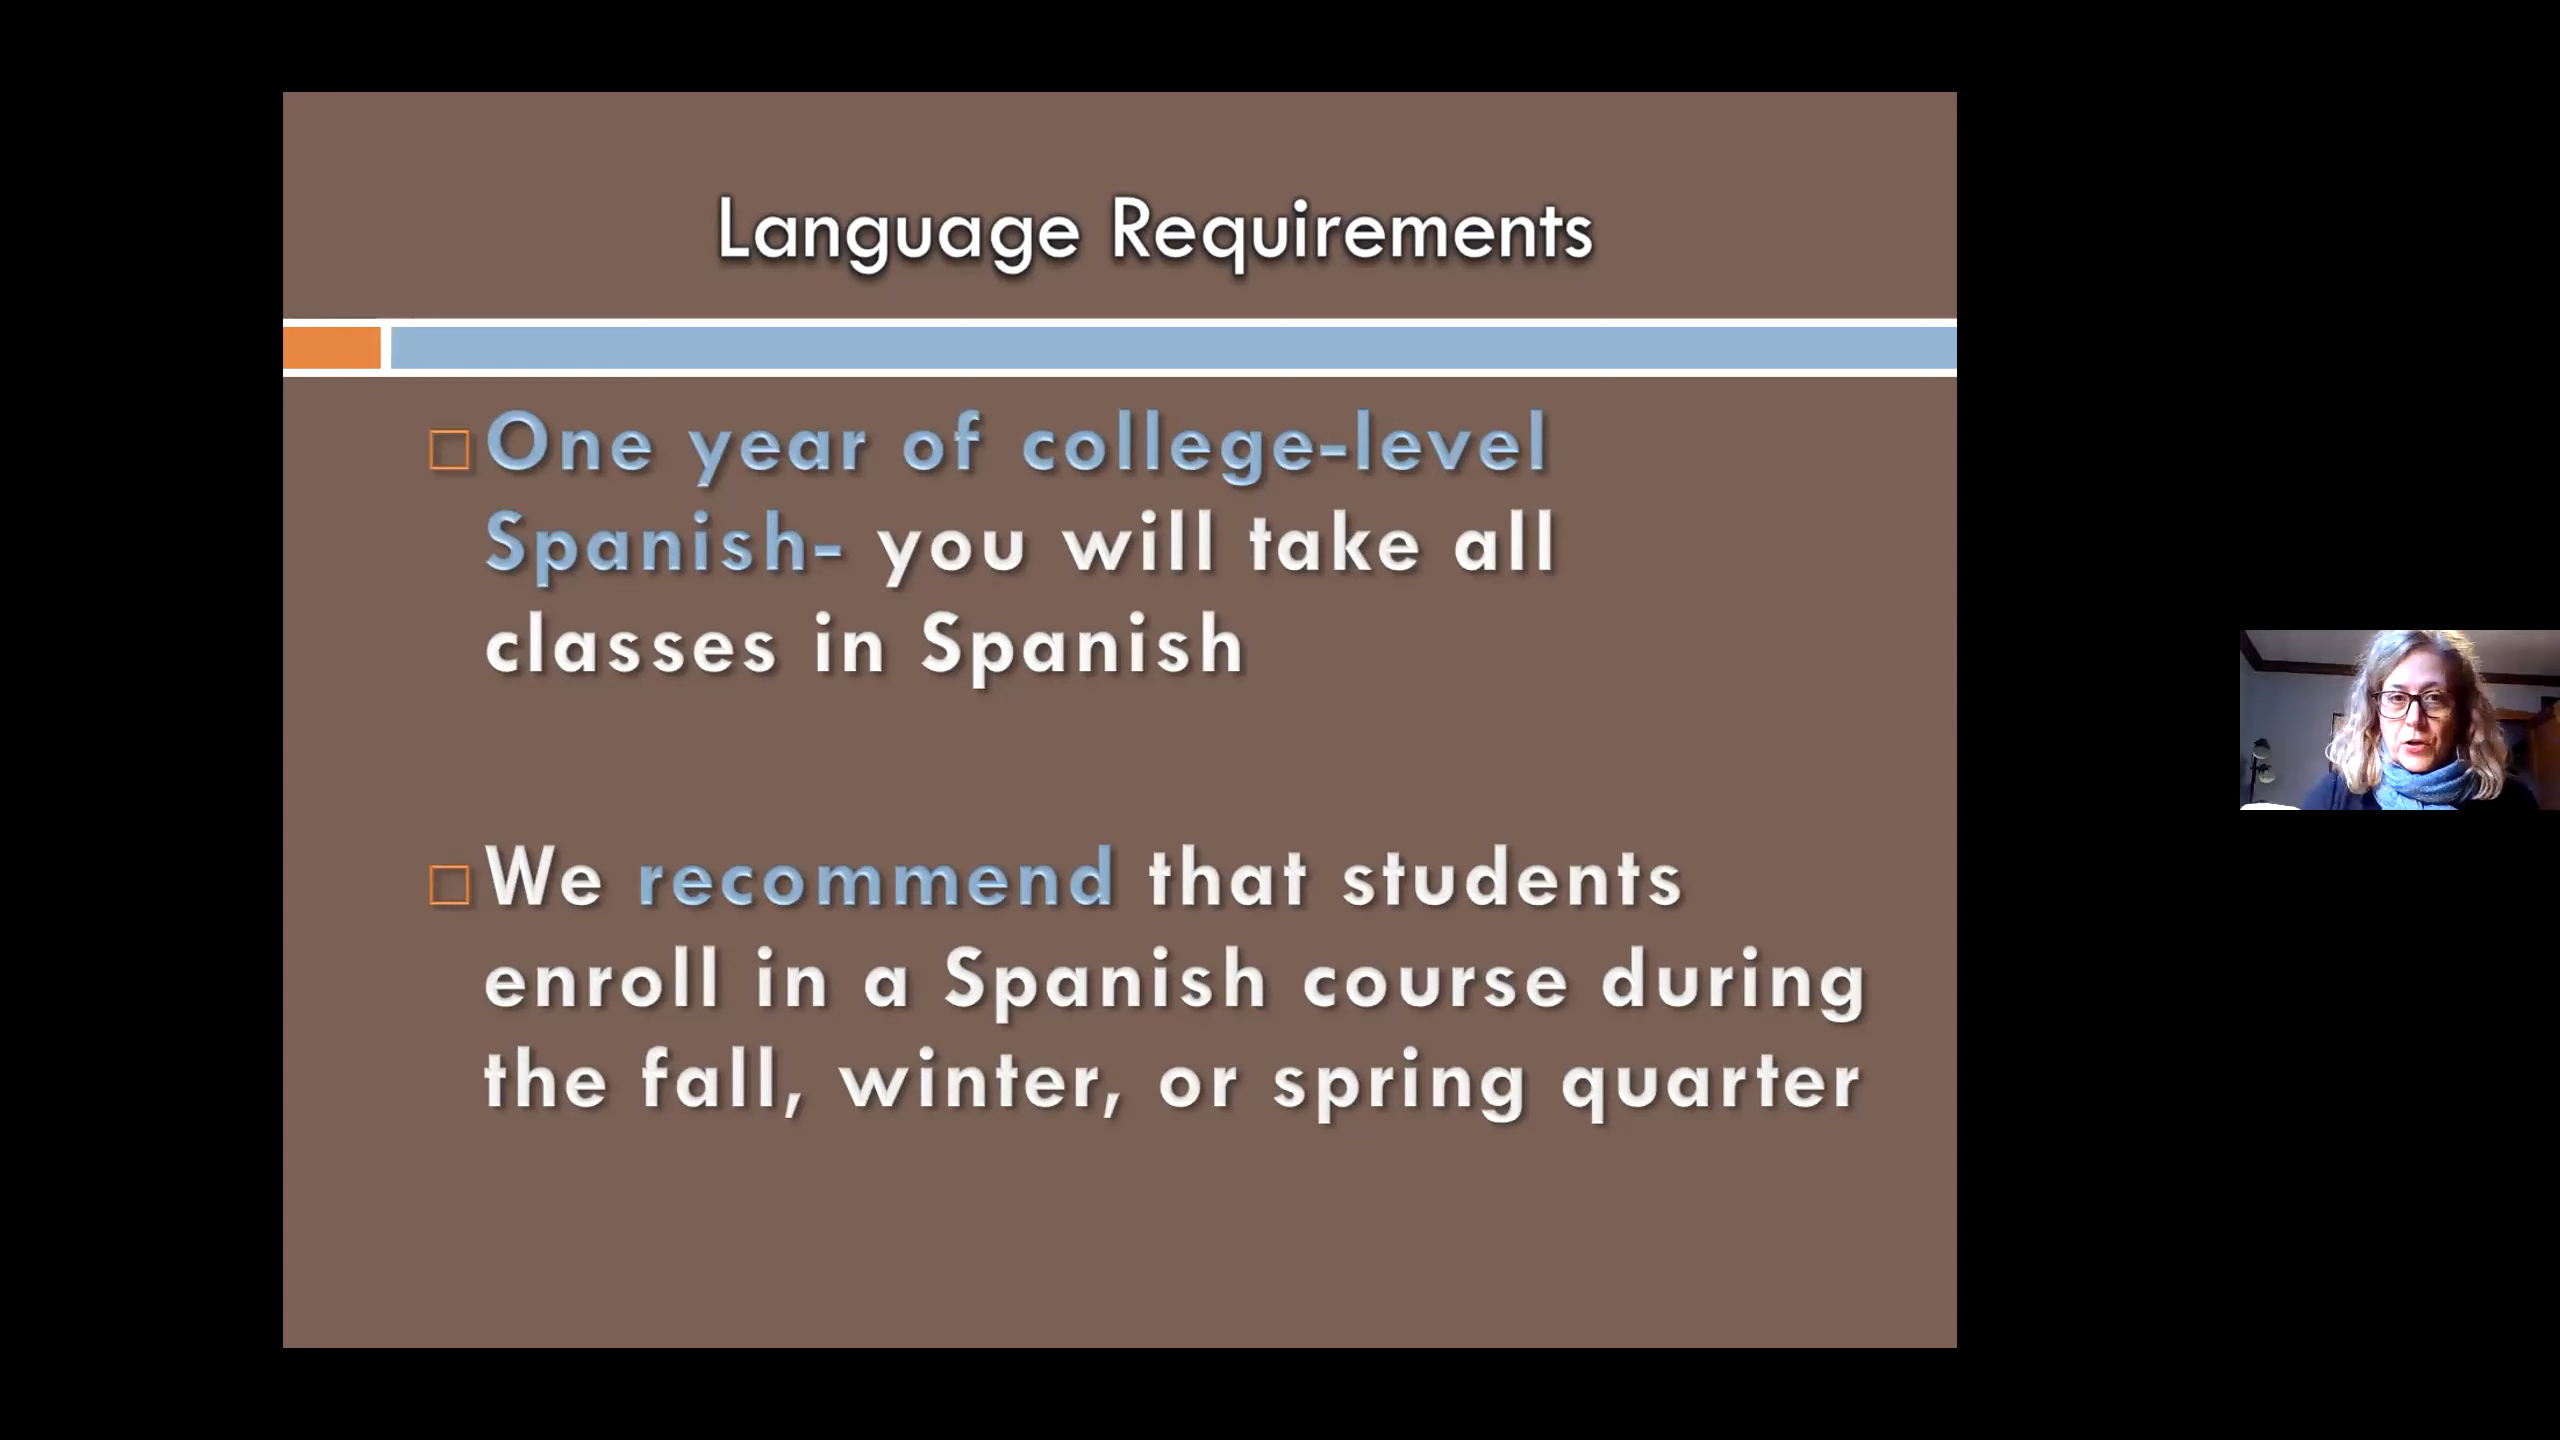 Language Requirements
One year of college-level
Spanish- you will take all
classes in Spanish
We recommend that students
enroll in a Spanish course during
the fall, winter, or spring quarter